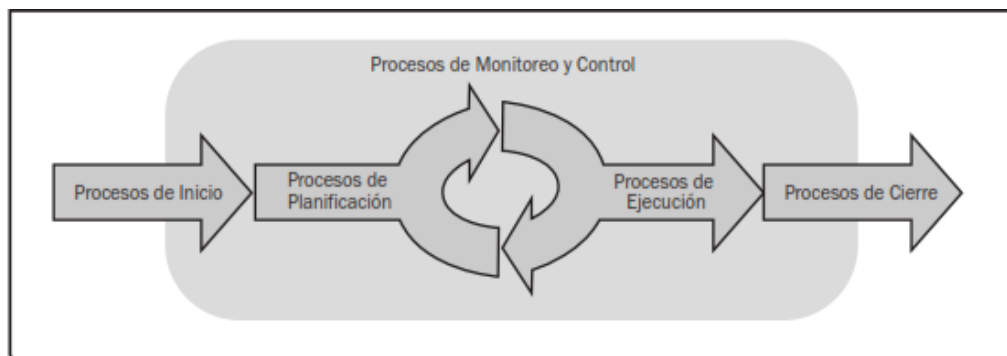 Procesos de Monitoreo y Control
Procesos de Inicio
Procesos de
Planificación
Procesos de
Ejecución
Procesos de Cierre